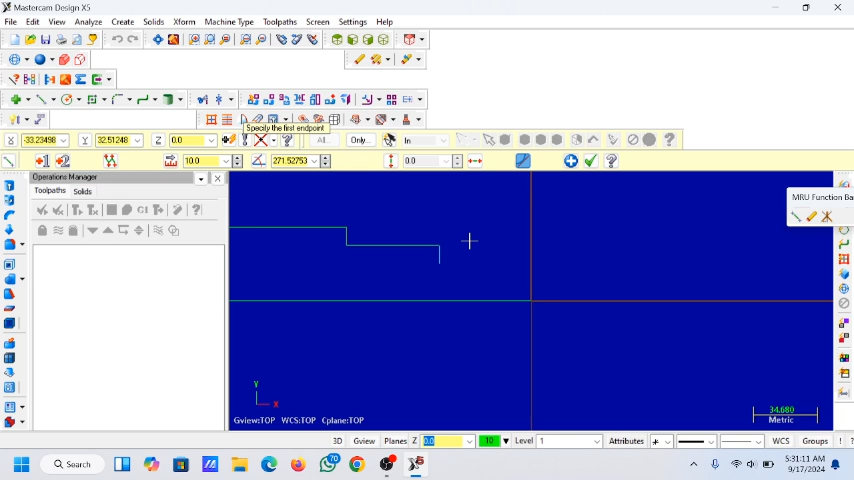 Mastercam Design X5
File Edit View Analyze Create Solids Xform Machine Type Toolpaths Screen Settings Help
Specify the first endpoint
X -33.23498 Y 32.51248 Z 0.0 All... Only... In
1 2 10.0 271.52753 0.0
Operations Manager
Toolpaths Solids
G1
MRU Function Ba
Y
X
Gview:TOP WCS:TOP Cplane:TOP
34.680
Metric
3D Gview Planes Z 0.0 10 Level 1 Attributes WCS Groups ! ?
Search 70 5:31:11 AM
9/17/2024